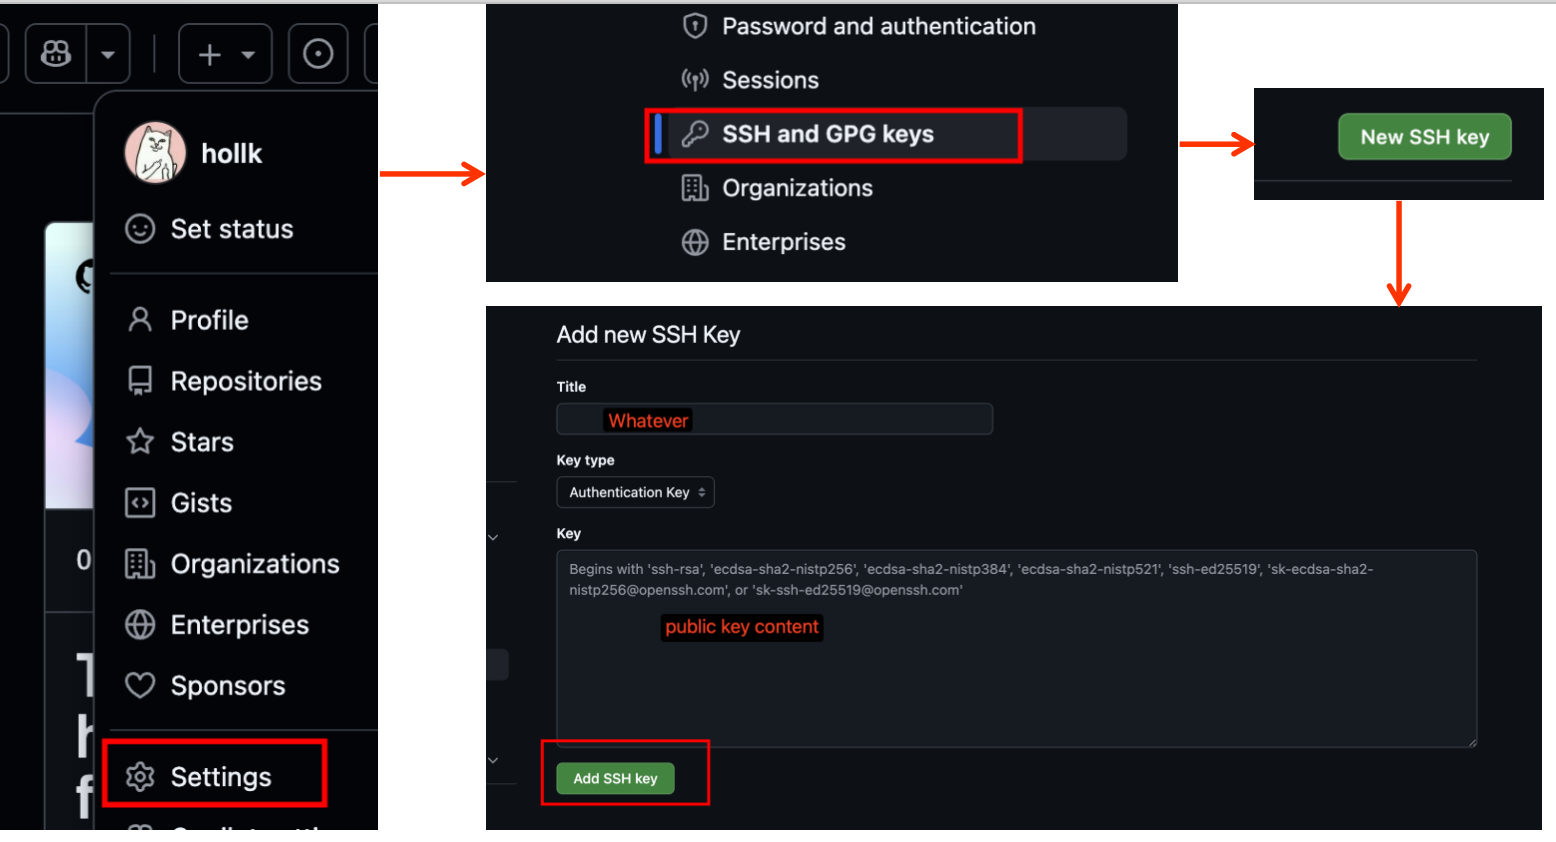 hollk
Set status
Profile
Repositories
Stars
Gists
Organizations
Enterprises
Sponsors
Settings
0
T
h
f
Password and authentication
Sessions
SSH and GPG keys
Organizations
Enterprises
New SSH key
Add new SSH Key
Title
Whatever
Key type
Authentication Key
Key
Begins with 'ssh-rsa', 'ecdsa-sha2-nistp256', 'ecdsa-sha2-nistp384', 'ecdsa-sha2-nistp521', 'ssh-ed25519', 'sk-ecdsa-sha2-
nistp256@openssh.com', or 'sk-ssh-ed25519@openssh.com'
public key content
Add SSH key